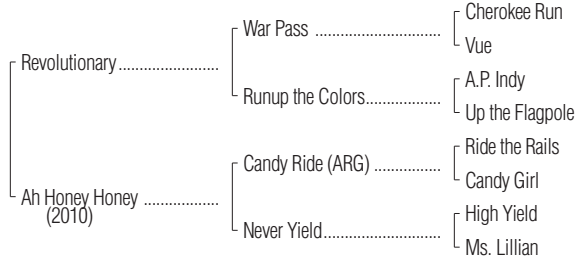 Cherokee Run
War Pass ..............................
Vue
Revolutionary ........................
A.P. Indy
Runup the Colors..................
Up the Flagpole
Ride the Rails
Candy Ride (ARG) ................
Candy Girl
Ah Honey Honey ..................
(2010)
High Yield
Never Yield............................
Ms. Lillian